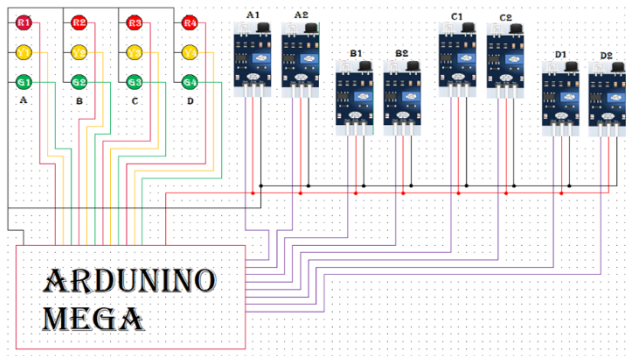 R1 R2 R3 R4 A1 A2 C1 C2
Y1 Y2 Y3 Y4 B1 B2 D1 D2
G1 G2 G3 G4
A B C D
ARDUNINO
MEGA